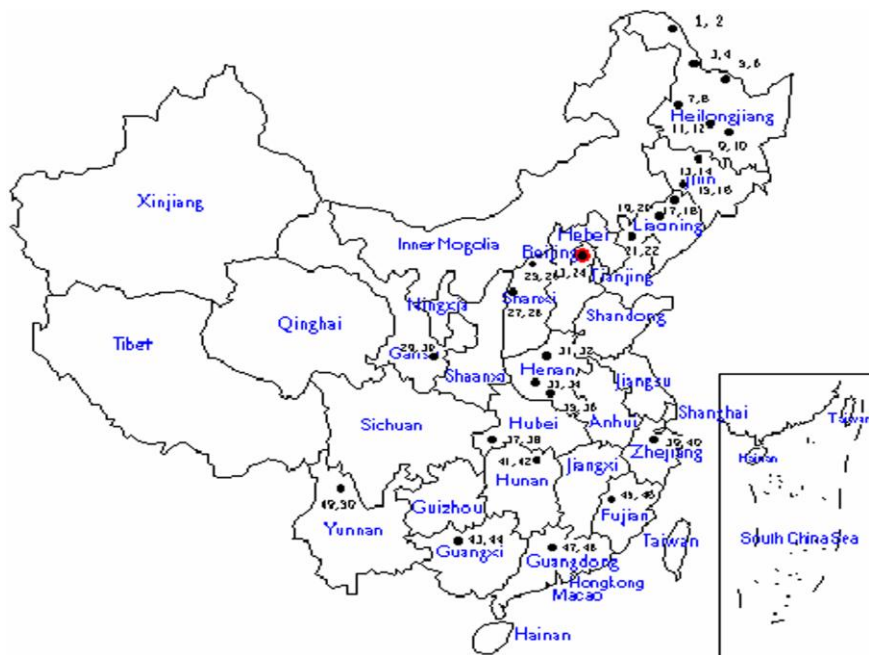 1, 2
3, 4
5, 6
7, 8
Heilongjiang
11, 12
9, 10
13, 14
Jilin
15, 16
Xinjiang
19, 20
17, 18
Liaoning
Hebei
Inner Mogolia
Beijing
21, 22
25, 26
Tianjing
Ningxia
Shanxi
27, 28
Shandong
Qinghai
Tibet
29, 30
31, 32
Shaanxi
Henan
33, 34
Jiangsu
35, 36
Shanghai
Sichuan
Hubei
Anhui
Taiwan
37, 38
39, 40
Zhejiang
41, 42
Jiangxi
Hainan
Hunan
49, 50
Guizhou
45, 46
Fujian
Yunnan
43, 44
Guangxi
47, 48
Guangdong
Taiwan
South China Sea
Hongkong
Macao
Hainan